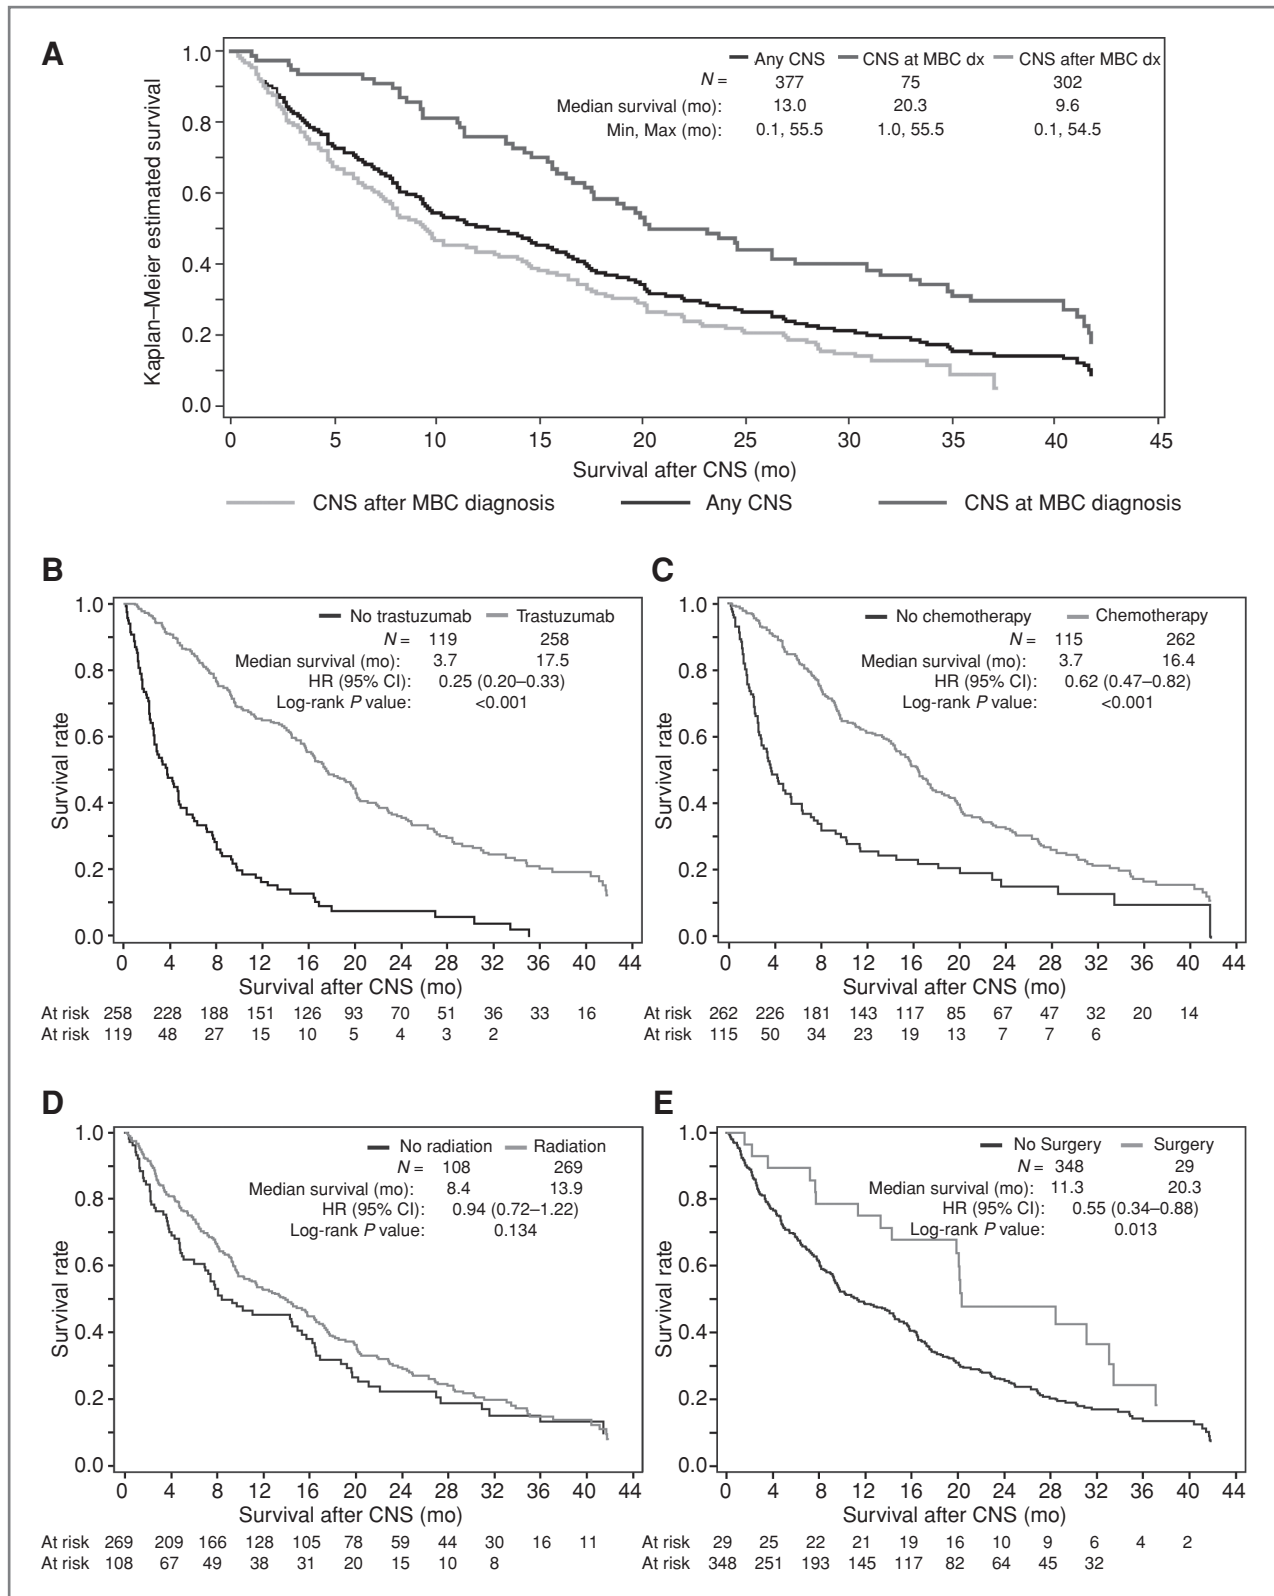 A
Any CNS CNS at MBC dx CNS after MBC dx
N = 377 75 302
Median survival (mo): 13.0 20.3 9.6
Min, Max (mo): 0.1, 55.5 1.0, 55.5 0.1, 54.5
Kaplan–Meier estimated survival
1.0
0.8
0.6
0.4
0.2
0.0
0 5 10 15 20 25 30 35 40 45
Survival after CNS (mo)
CNS after MBC diagnosis Any CNS CNS at MBC diagnosis
B
No trastuzumab Trastuzumab
N = 119 258
Median survival (mo): 3.7 17.5
HR (95% CI): 0.25 (0.20–0.33)
Log-rank P value: <0.001
Survival rate
1.0
0.8
0.6
0.4
0.2
0.0
0 4 8 12 16 20 24 28 32 36 40 44
Survival after CNS (mo)
At risk 258 228 188 151 126 93 70 51 36 33 16
At risk 119 48 27 15 10 5 4 3 2
C
No chemotherapy Chemotherapy
N = 115 262
Median survival (mo): 3.7 16.4
HR (95% CI): 0.62 (0.47–0.82)
Log-rank P value: <0.001
Survival rate
1.0
0.8
0.6
0.4
0.2
0.0
0 4 8 12 16 20 24 28 32 36 40 44
Survival after CNS (mo)
At risk 262 226 181 143 117 85 67 47 32 20 14
At risk 115 50 34 23 19 13 7 7 6
D
No radiation Radiation
N = 108 269
Median survival (mo): 8.4 13.9
HR (95% CI): 0.94 (0.72–1.22)
Log-rank P value: 0.134
Survival rate
1.0
0.8
0.6
0.4
0.2
0.0
0 4 8 12 16 20 24 28 32 36 40 44
Survival after CNS (mo)
At risk 269 209 166 128 105 78 59 44 30 16 11
At risk 108 67 49 38 31 20 15 10 8
E
No Surgery Surgery
N = 348 29
Median survival (mo): 11.3 20.3
HR (95% CI): 0.55 (0.34–0.88)
Log-rank P value: 0.013
Survival rate
1.0
0.8
0.6
0.4
0.2
0.0
0 4 8 12 16 20 24 28 32 36 40 44
Survival after CNS (mo)
At risk 29 25 22 21 19 16 10 9 6 4 2
At risk 348 251 193 145 117 82 64 45 32